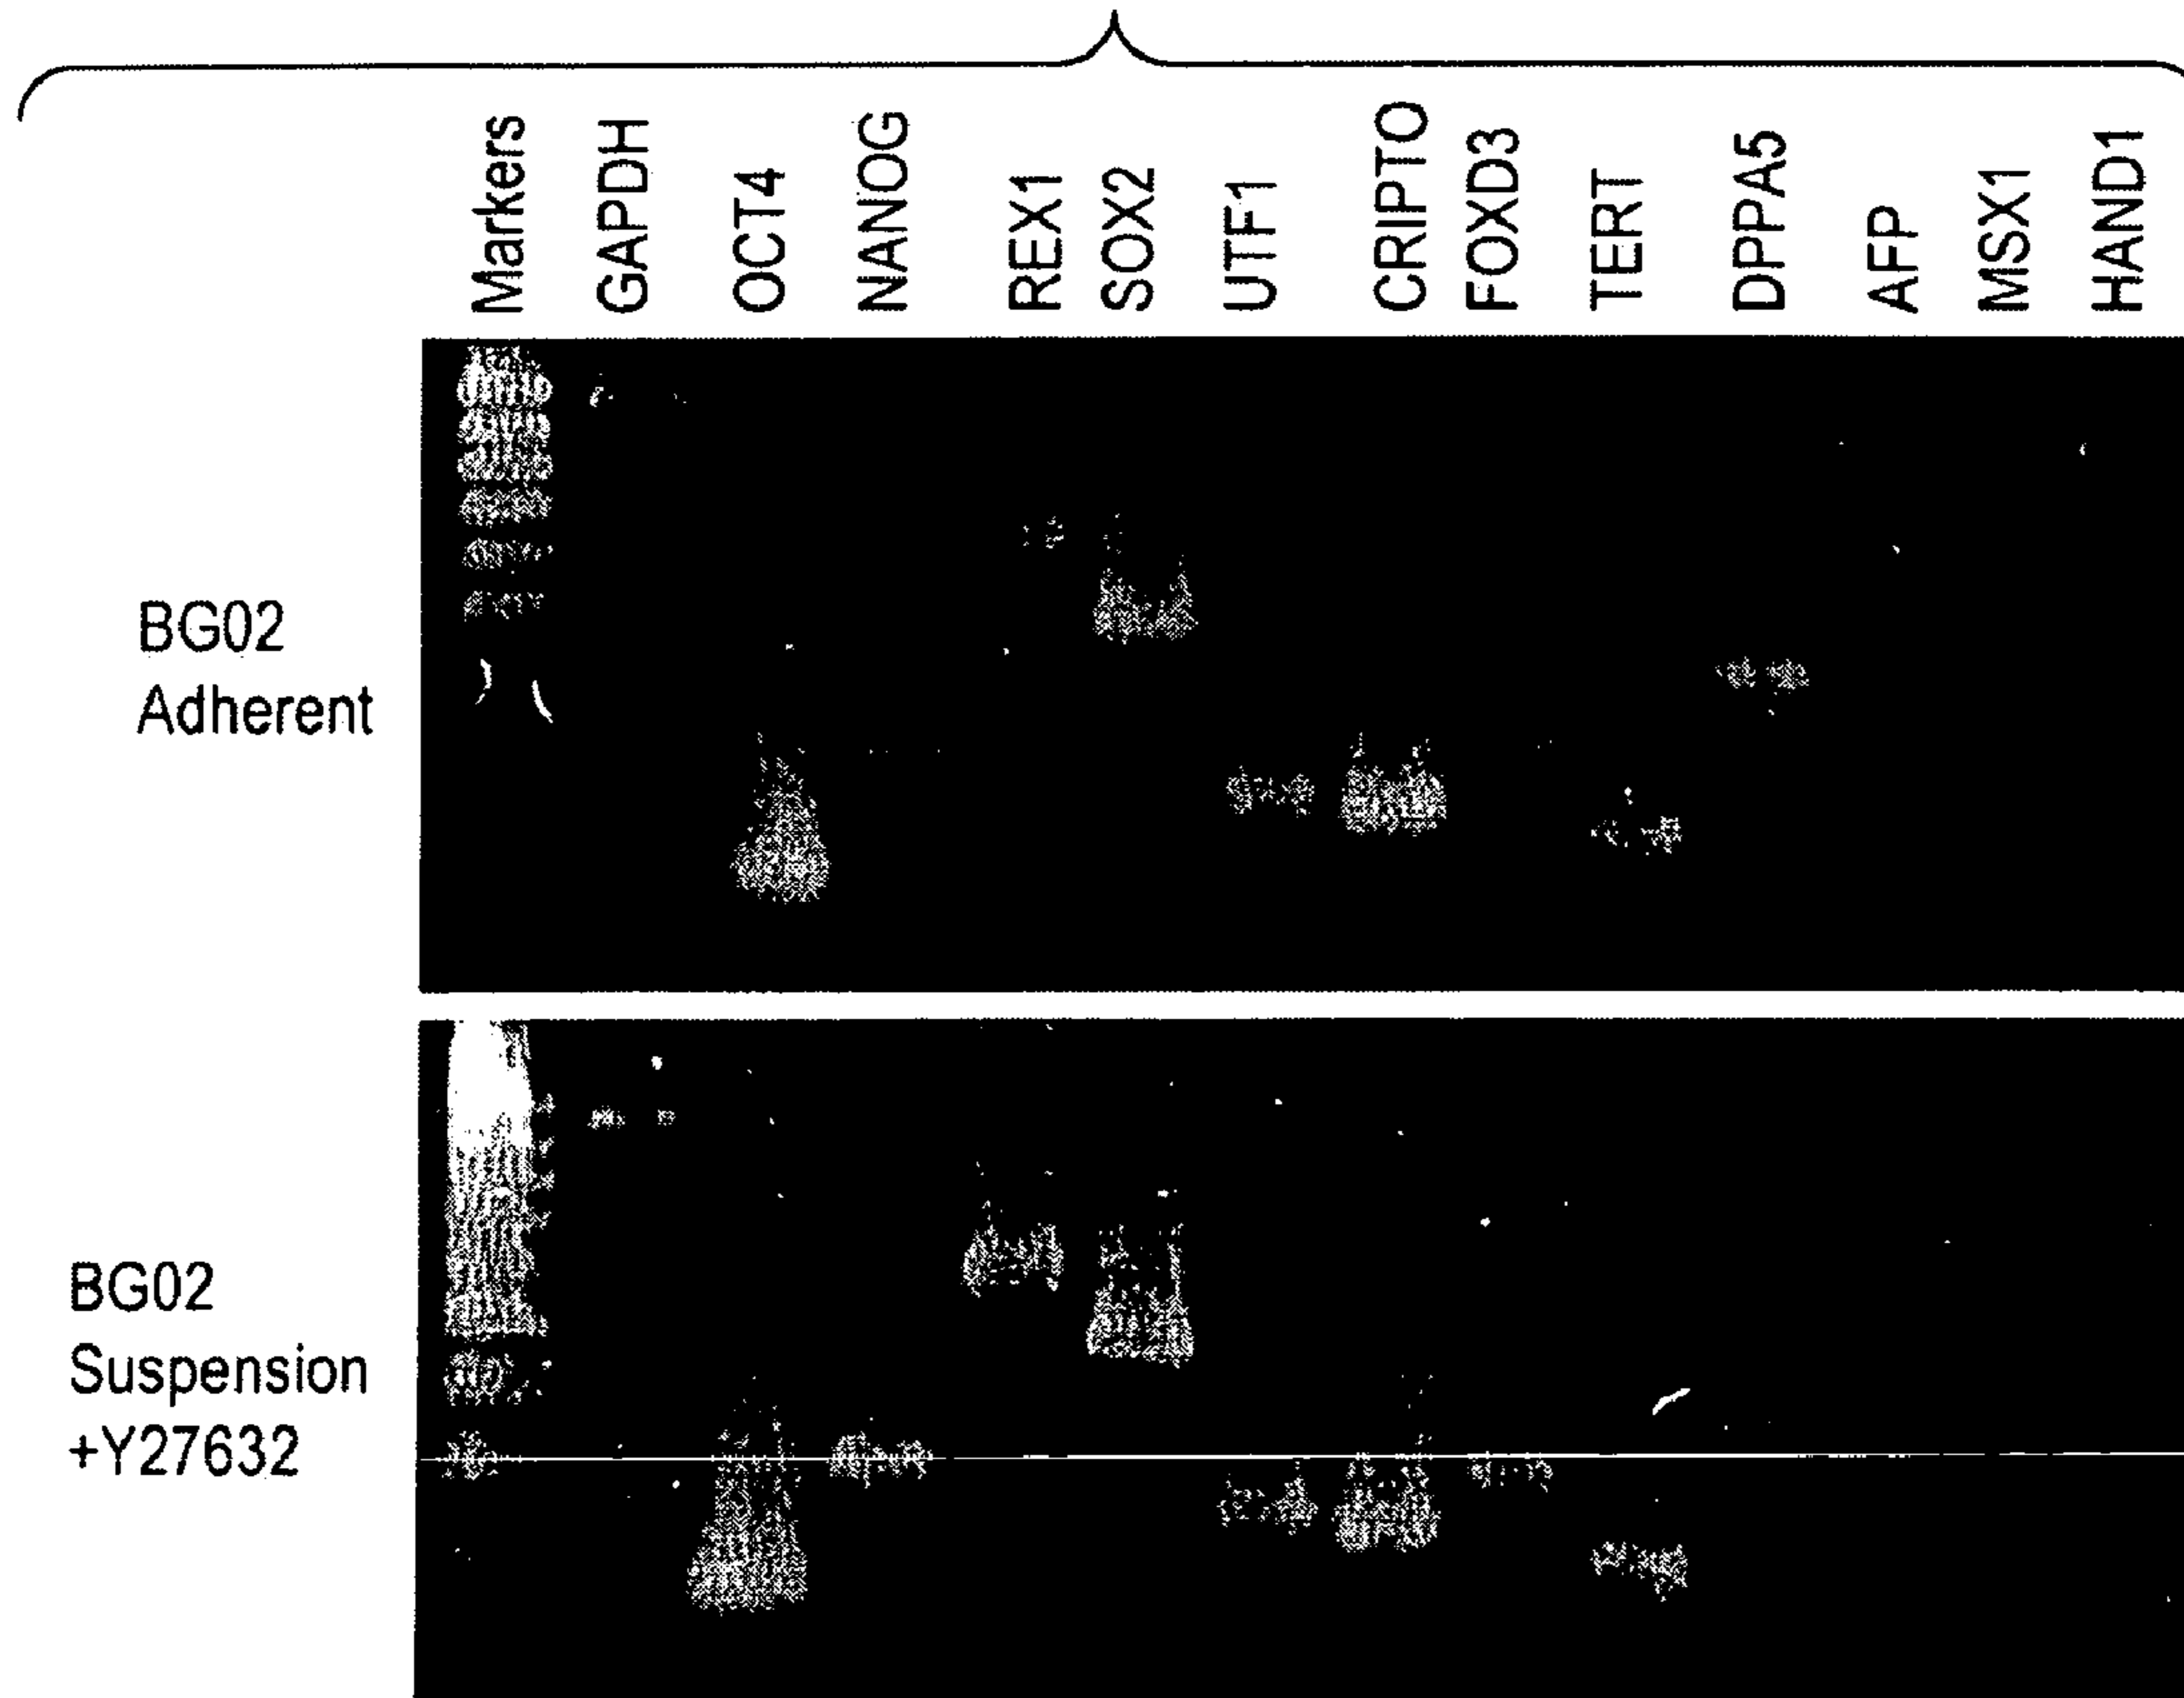 Markers
GAPDH
OCT4
NANOG
REX1
SOX2
UTF1
CRIPTO
FOXD3
TERT
DPPA5
AFP
MSX1
HAND1
BG02
Adherent
BG02
Suspension
+Y27632